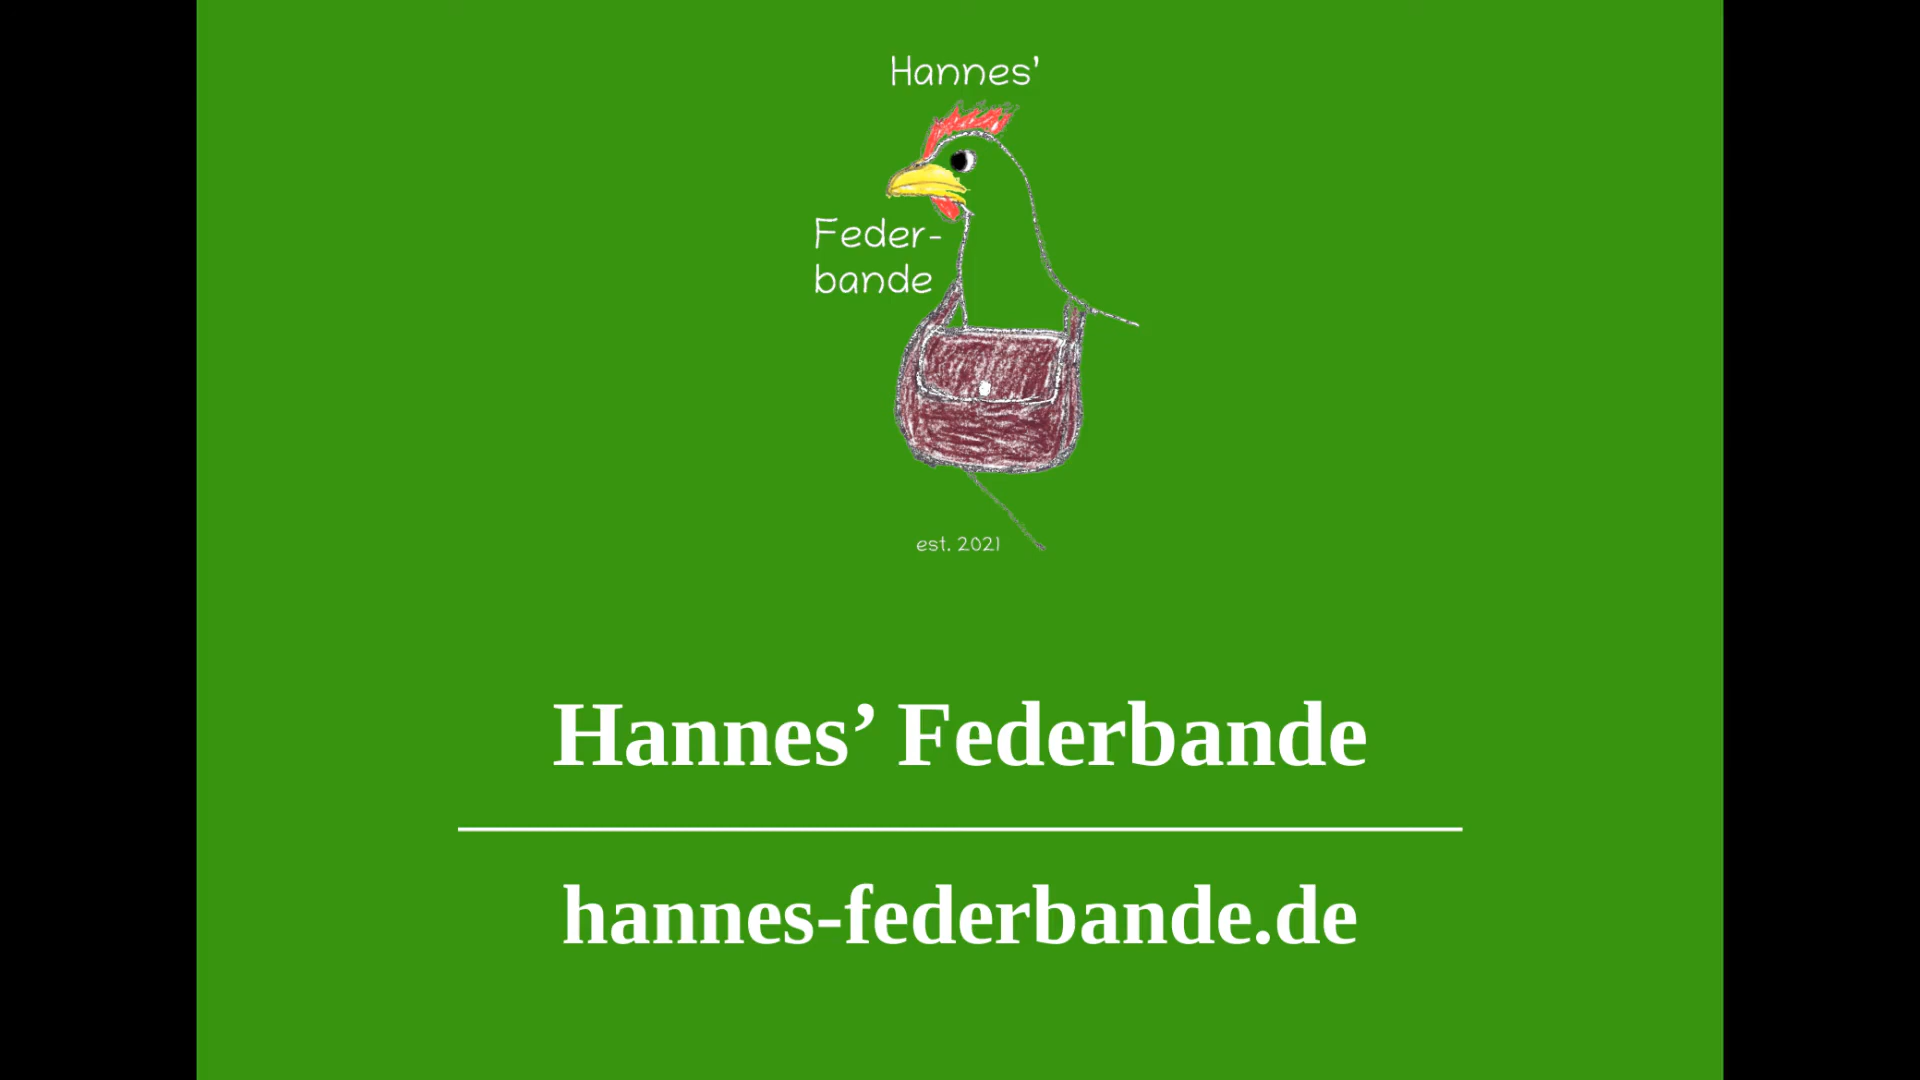 Hannes’
Feder-
bande
est. 2021
Hannes’ Federbande
hannes-federbande.de